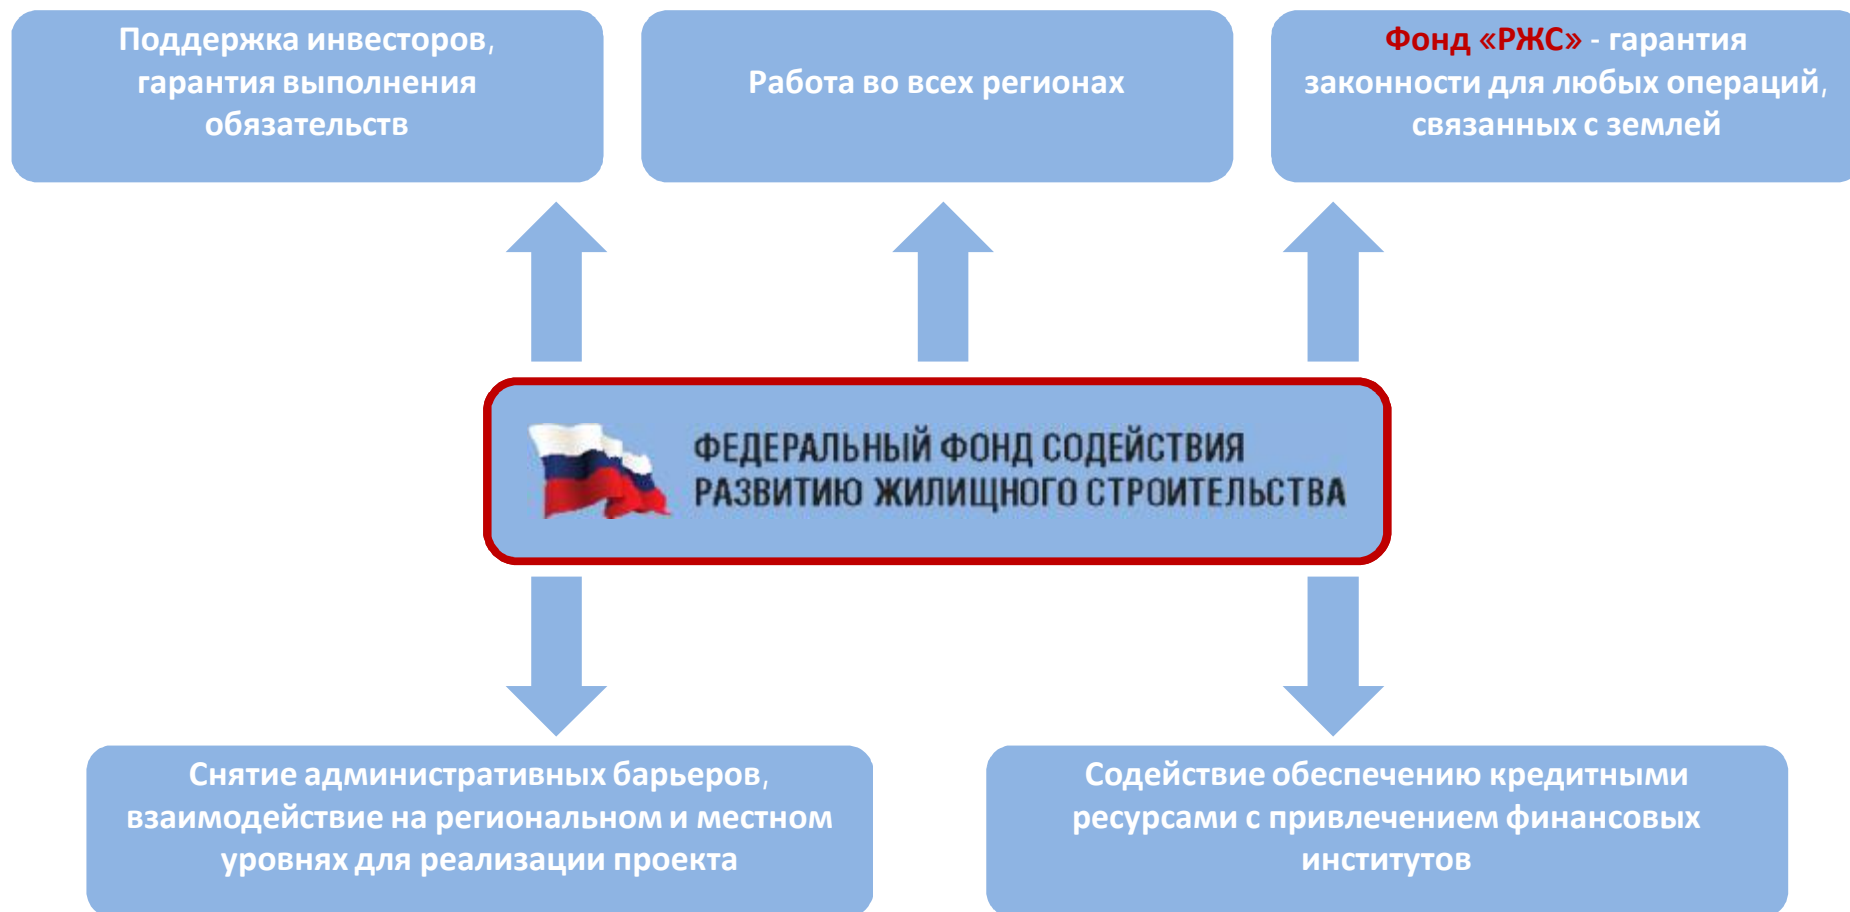 Поддержка инвесторов,
гарантия выполнения
обязательств
Работа во всех регионах
Фонд «РЖС» - гарантия
законности для любых операций,
связанных с землей
ФЕДЕРАЛЬНЫЙ ФОНД СОДЕЙСТВИЯ
РАЗВИТИЮ ЖИЛИЩНОГО СТРОИТЕЛЬСТВА
Снятие административных барьеров,
взаимодействие на региональном и местном
уровнях для реализации проекта
Содействие обеспечению кредитными
ресурсами с привлечением финансовых
институтов